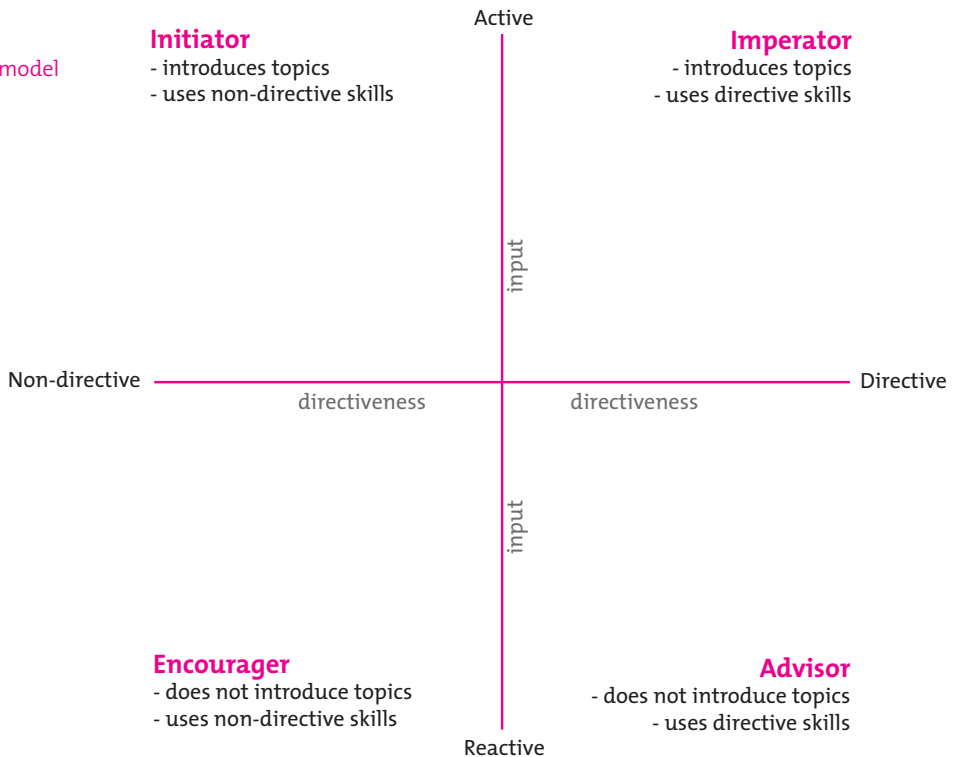 Active
Initiator
- introduces topics
- uses non-directive skills
Imperator
- introduces topics
- uses directive skills
model
input
Non-directive
Directive
directiveness
directiveness
input
Encourager
- does not introduce topics
- uses non-directive skills
Advisor
- does not introduce topics
- uses directive skills
Reactive